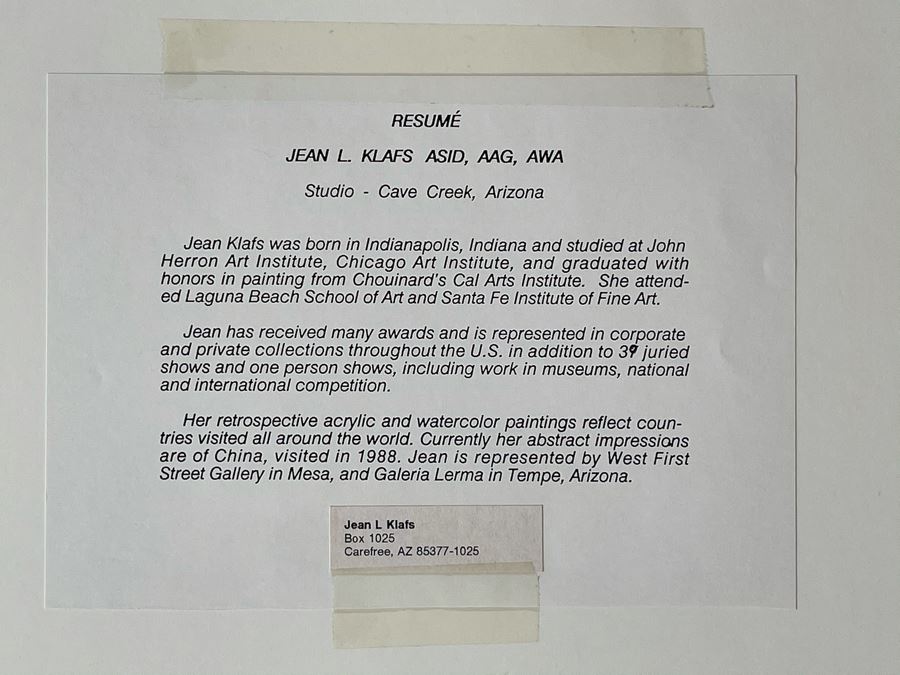 RESUMÉ
JEAN L. KLAFS ASID, AAG, AWA
Studio - Cave Creek, Arizona
Jean Klafs was born in Indianapolis, Indiana and studied at John
Herron Art Institute, Chicago Art Institute, and graduated with
honors in painting from Chouinard's Cal Arts Institute. She attend-
ed Laguna Beach School of Art and Santa Fe Institute of Fine Art.
Jean has received many awards and is represented in corporate
and private collections throughout the U.S. in addition to juried
shows and one person shows, including work in museums, national
and international competition.
Her retrospective acrylic and watercolor paintings reflect coun-
tries visited all around the world. Currently her abstract impressions
are of China, visited in 1988. Jean is represented by West First
Street Gallery in Mesa, and Galeria Lerma in Tempe, Arizona.
Jean L Klafs
Box 1025
Carefree, AZ 85377-1025